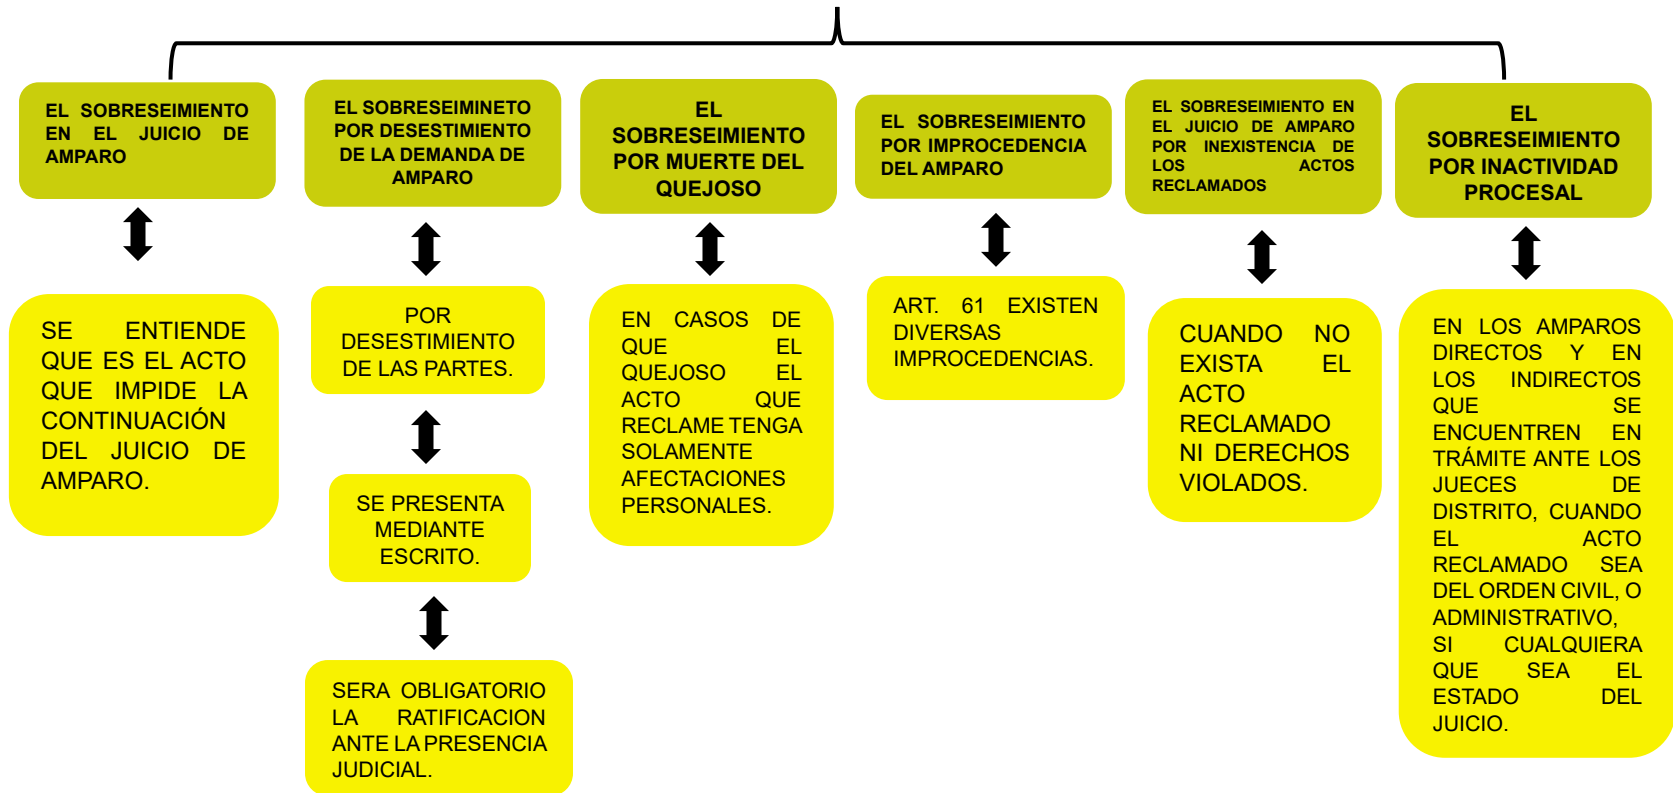 EL SOBRESEIMIENTO
EN EL JUICIO DE
AMPARO
SE ENTIENDE
QUE ES EL ACTO
QUE IMPIDE LA
CONTINUACIÓN
DEL JUICIO DE
AMPARO.
EL SOBRESEIMINETO
POR DESESTIMIENTO
DE LA DEMANDA DE
AMPARO
POR
DESESTIMIENTO
DE LAS PARTES.
SE PRESENTA
MEDIANTE
ESCRITO.
SERA OBLIGATORIO
LA RATIFICACION
ANTE LA PRESENCIA
JUDICIAL.
EL
SOBRESEIMIENTO
POR MUERTE DEL
QUEJOSO
EN CASOS DE
QUE EL
QUEJOSO EL
ACTO QUE
RECLAME TENGA
SOLAMENTE
AFECTACIONES
PERSONALES.
EL SOBRESEIMIENTO
POR IMPROCEDENCIA
DEL AMPARO
ART. 61 EXISTEN
DIVERSAS
IMPROCEDENCIAS.
EL SOBRESEIMIENTO EN
EL JUICIO DE AMPARO
POR INEXISTENCIA DE
LOS ACTOS
RECLAMADOS
CUANDO NO
EXISTA EL
ACTO
RECLAMADO
NI DERECHOS
VIOLADOS.
EL
SOBRESEIMIENTO
POR INACTIVIDAD
PROCESAL
EN LOS AMPAROS
DIRECTOS Y EN
LOS INDIRECTOS
QUE SE
ENCUENTREN EN
TRÁMITE ANTE LOS
JUECES DE
DISTRITO, CUANDO
EL ACTO
RECLAMADO SEA
DEL ORDEN CIVIL, O
ADMINISTRATIVO,
SI CUALQUIERA
QUE SEA EL
ESTADO DEL
JUICIO.